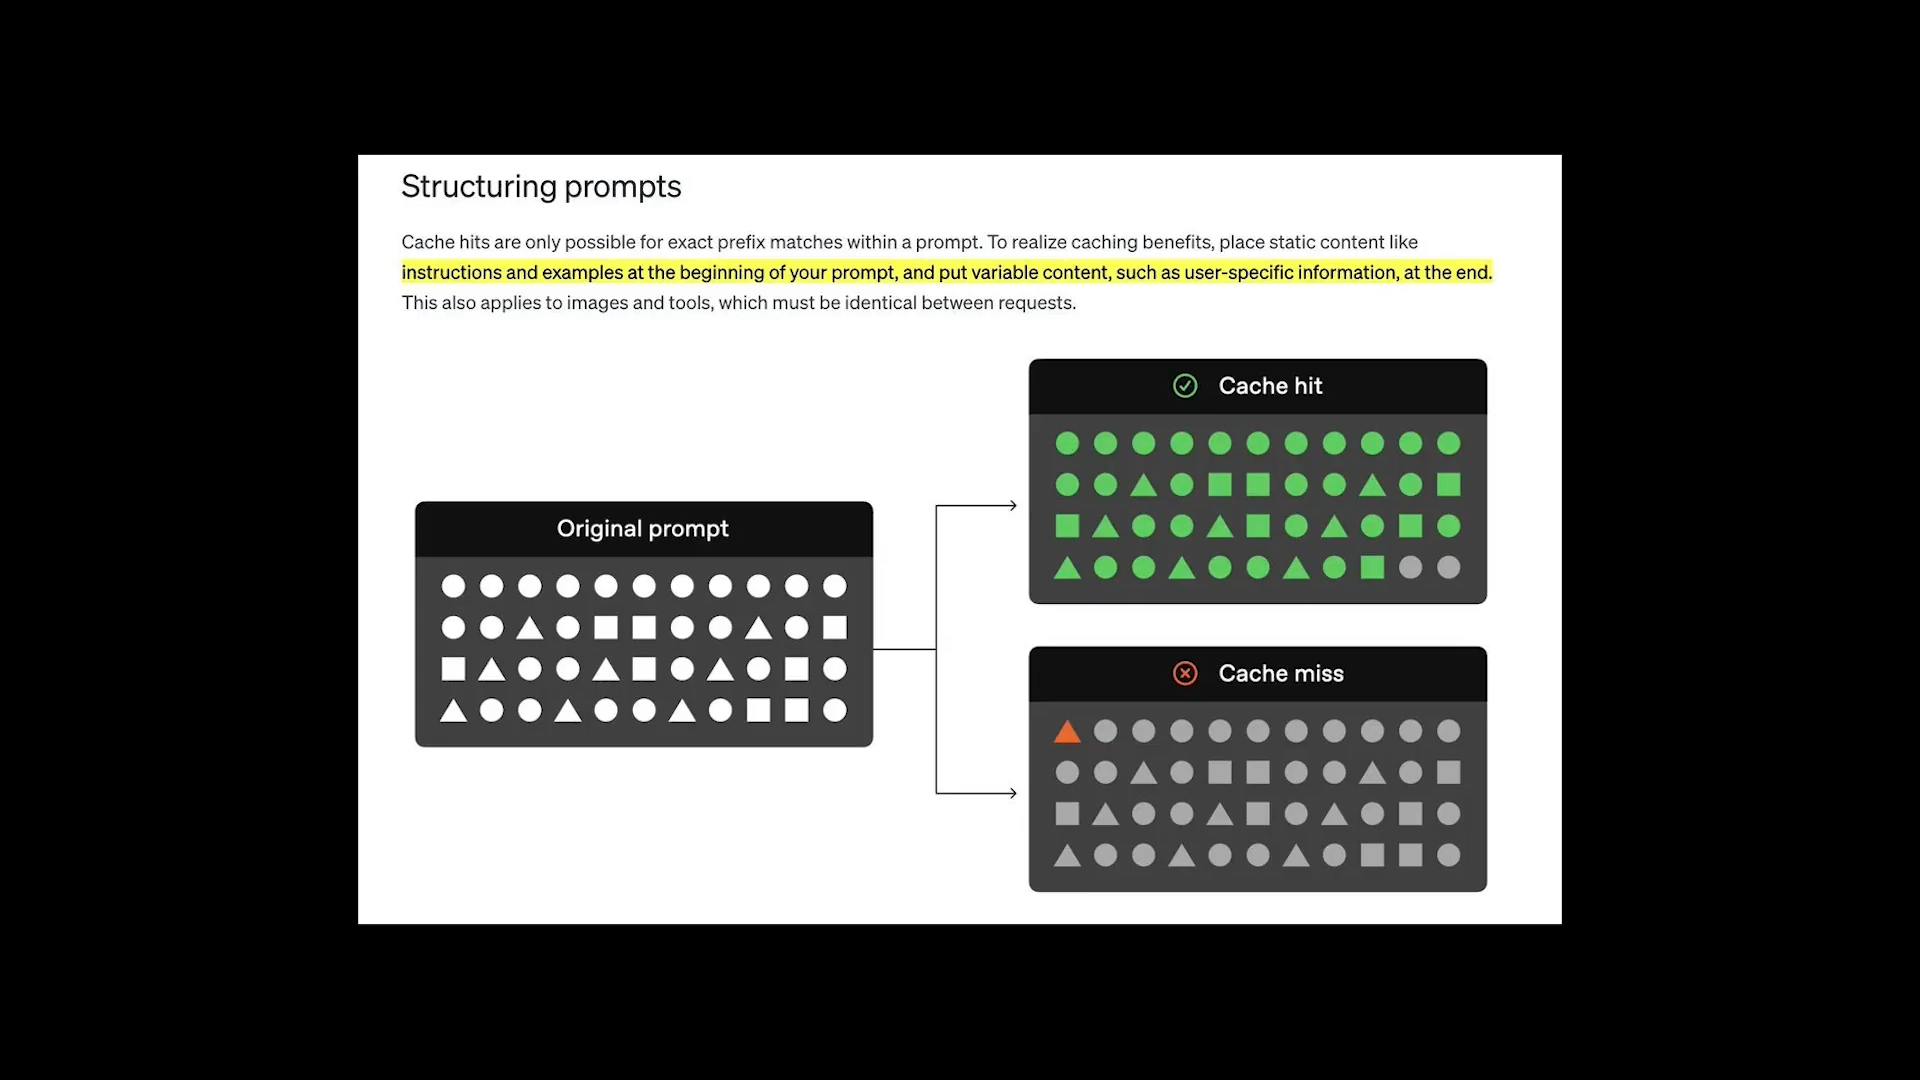 Structuring prompts
Cache hits are only possible for exact prefix matches within a prompt. To realize caching benefits, place static content like
instructions and examples at the beginning of your prompt, and put variable content, such as user-specific information, at the end.
This also applies to images and tools, which must be identical between requests.
Cache hit
Original prompt
Cache miss